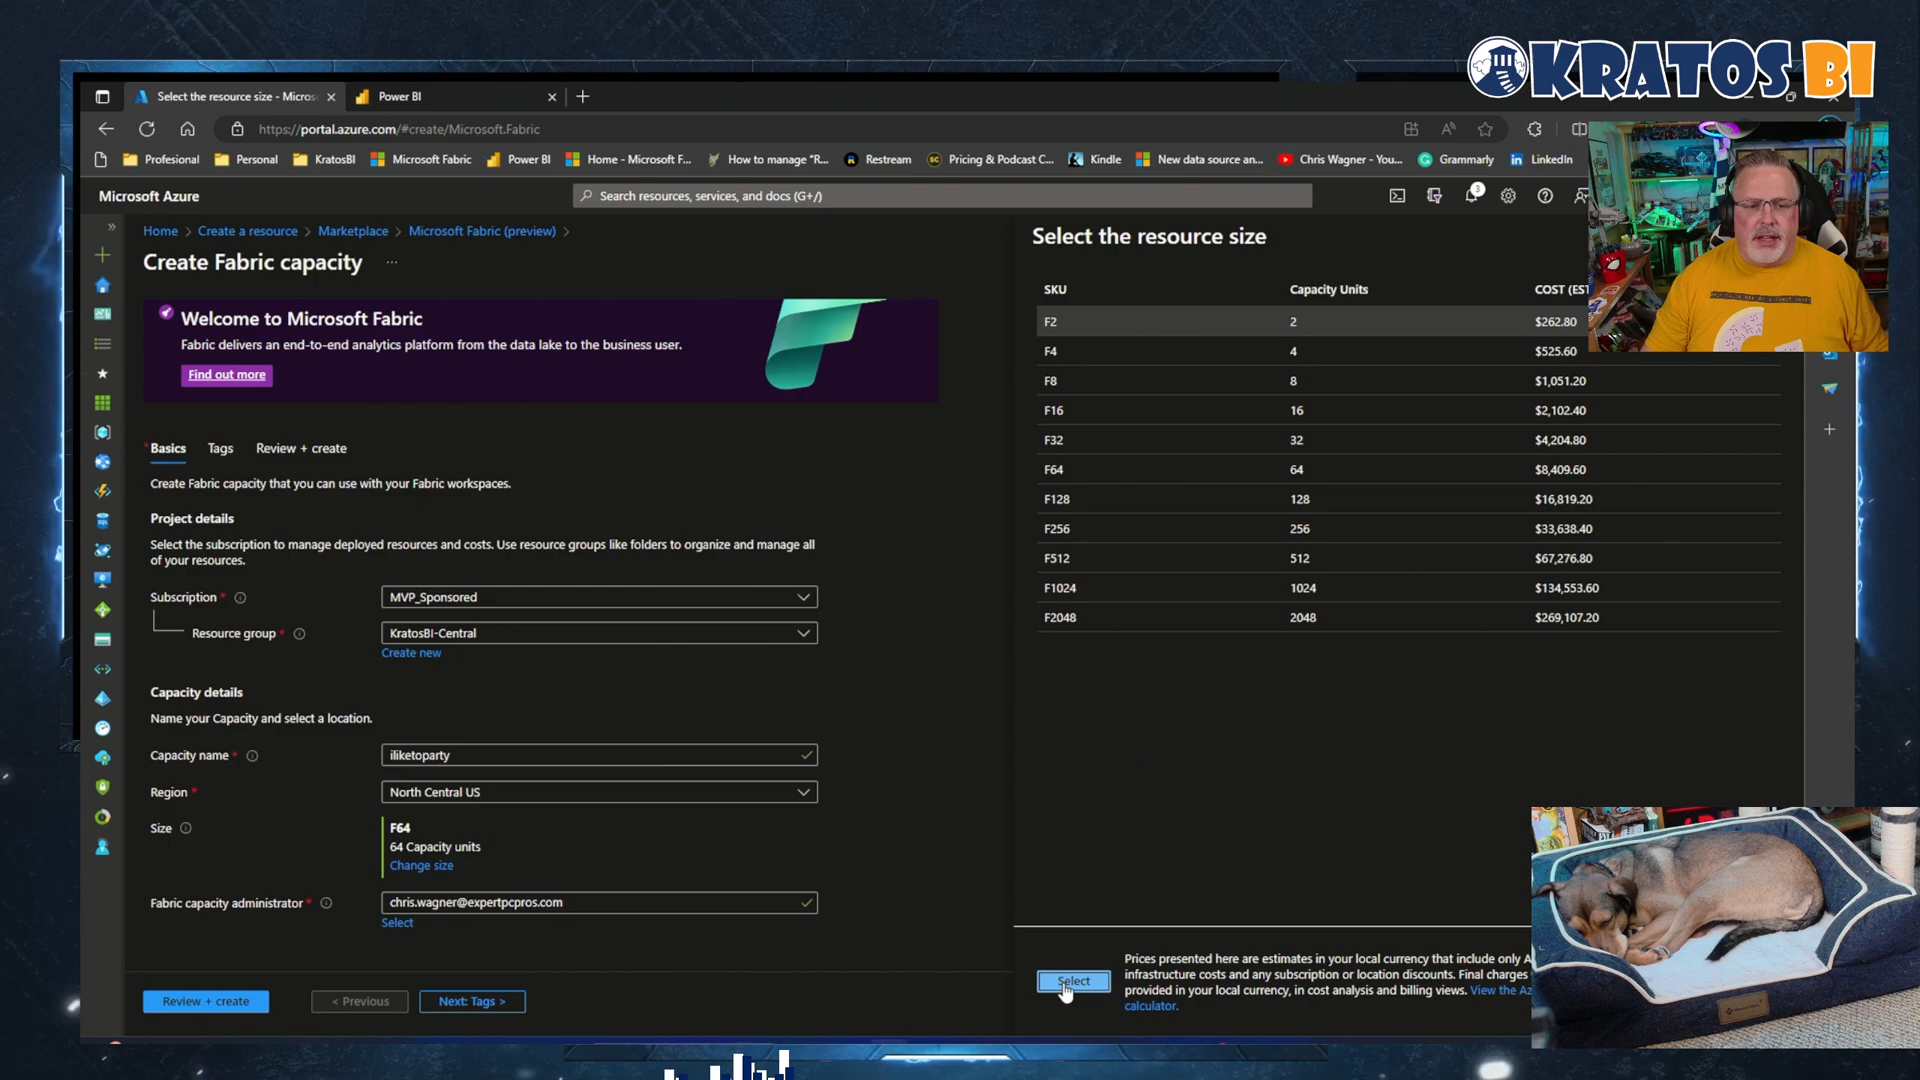 KRATOS BI
Select the resource size - Micros
Power BI
https://portal.azure.com/#create/Microsoft.Fabric
Profesional
Personal
KratosBI
Microsoft Fabric
Power BI
Home - Microsoft F...
How to manage "R...
Restream
Pricing & Podcast C...
Kindle
New data source an...
Chris Wagner - You...
Grammarly
LinkedIn
Microsoft Azure
Search resources, services, and docs (G+/)
3
Home > Create a resource > Marketplace > Microsoft Fabric (preview) >
Create Fabric capacity ...
Welcome to Microsoft Fabric
Fabric delivers an end-to-end analytics platform from the data lake to the business user.
Find out more
* Basics Tags Review + create
Create Fabric capacity that you can use with your Fabric workspaces.
Project details
Select the subscription to manage deployed resources and costs. Use resource groups like folders to organize and manage all
of your resources.
Subscription * MVP_Sponsored
Resource group * KratosBI-Central
Create new
Capacity details
Name your Capacity and select a location.
Capacity name * iliketoparty
Region * North Central US
Size F64
64 Capacity units
Change size
Fabric capacity administrator * chris.wagner@expertpcpros.com
Select
Review + create
< Previous
Next: Tags >
Select the resource size
SKU Capacity Units COST (EST
F2 2 $262.80
F4 4 $525.60
F8 8 $1,051.20
F16 16 $2,102.40
F32 32 $4,204.80
F64 64 $8,409.60
F128 128 $16,819.20
F256 256 $33,638.40
F512 512 $67,276.80
F1024 1024 $134,553.60
F2048 2048 $269,107.20
Select
Prices presented here are estimates in your local currency that include only A
infrastructure costs and any subscription or location discounts. Final charges
provided in your local currency, in cost analysis and billing views. View the Az
calculator.